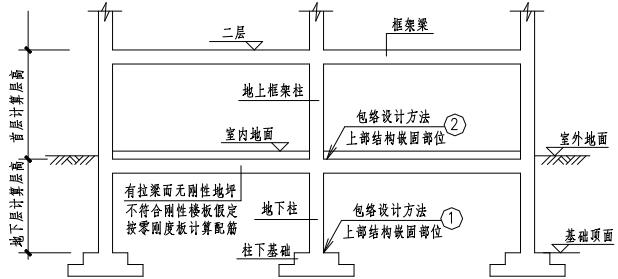 二层
框架梁
首层计算层高
地上框架柱
包络设计方法
2
上部结构嵌固部位
室内地面
室外地面
地下层计算层高
有拉梁而无刚性地坪
不符合刚性楼板假定
按零刚度板计算配筋
地下柱
包络设计方法
1
上部结构嵌固部位
柱下基础
基础顶面